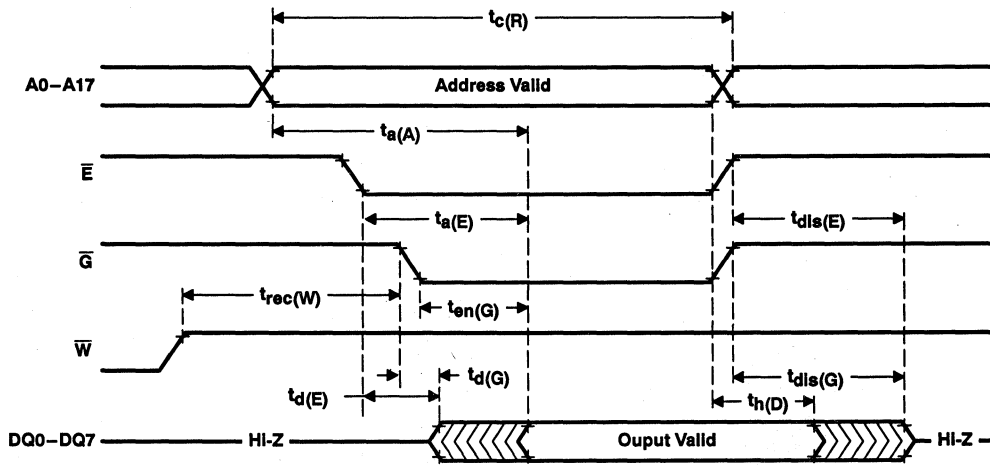 tc(R)
A0–A17
Address Valid
ta(A)
E
ta(E)
tdis(E)
G
trec(W)
ten(G)
W
td(G)
tdis(G)
td(E)
th(D)
DQ0–DQ7
HI-Z
Ouput Valid
HI-Z